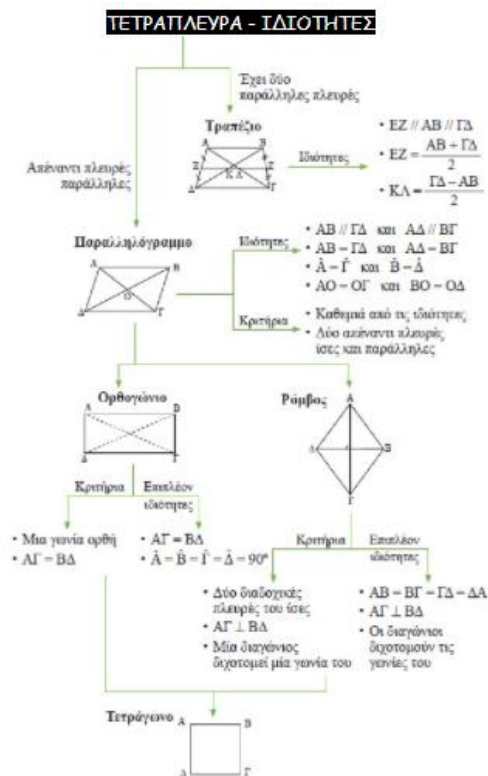 ΤΕΤΡΑΠΛΕΥΡΑ - ΙΔΙΟΤΗΤΕΣ
Έχει δύο
παράλληλες πλευρές
Τραπέζιο
Α Β
Ε Ζ
Κ Λ
Δ Γ
Ιδιότητες
• ΕΖ // ΑΒ // ΓΔ
• ΕΖ = ΑΒ + ΓΔ / 2
• ΚΛ = ΓΔ – ΑΒ / 2
Απέναντι πλευρές
παράλληλες
Παραλληλόγραμμο
Α Β
Ο
Δ Γ
Ιδιότητες
• ΑΒ // ΓΔ και ΑΔ // ΒΓ
• ΑΒ = ΓΔ και ΑΔ = ΒΓ
• Â = Γ̂ και Β̂ = Δ̂
• ΑΟ = ΟΓ και ΒΟ = ΟΔ
Κριτήρια
• Καθεμιά από τις ιδιότητες
• Δύο απέναντι πλευρές
ίσες και παράλληλες
Ορθογώνιο
Α Β
Δ Γ
Κριτήρια
• Μια γωνία ορθή
• ΑΓ = ΒΔ
Επιπλέον
ιδιότητες
• ΑΓ = ΒΔ
• Â = Β̂ = Γ̂ = Δ̂ = 90°
Ρόμβος
Α
Δ Β
Γ
Κριτήρια
• Δύο διαδοχικές
πλευρές του ίσες
• ΑΓ ⊥ ΒΔ
• Μία διαγώνιος
διχοτομεί μία γωνία του
Επιπλέον
ιδιότητες
• ΑΒ = ΒΓ = ΓΔ = ΔΑ
• ΑΓ ⊥ ΒΔ
• Οι διαγώνιοι
διχοτομούν τις
γωνίες του
Τετράγωνο
Α Β
Δ Γ